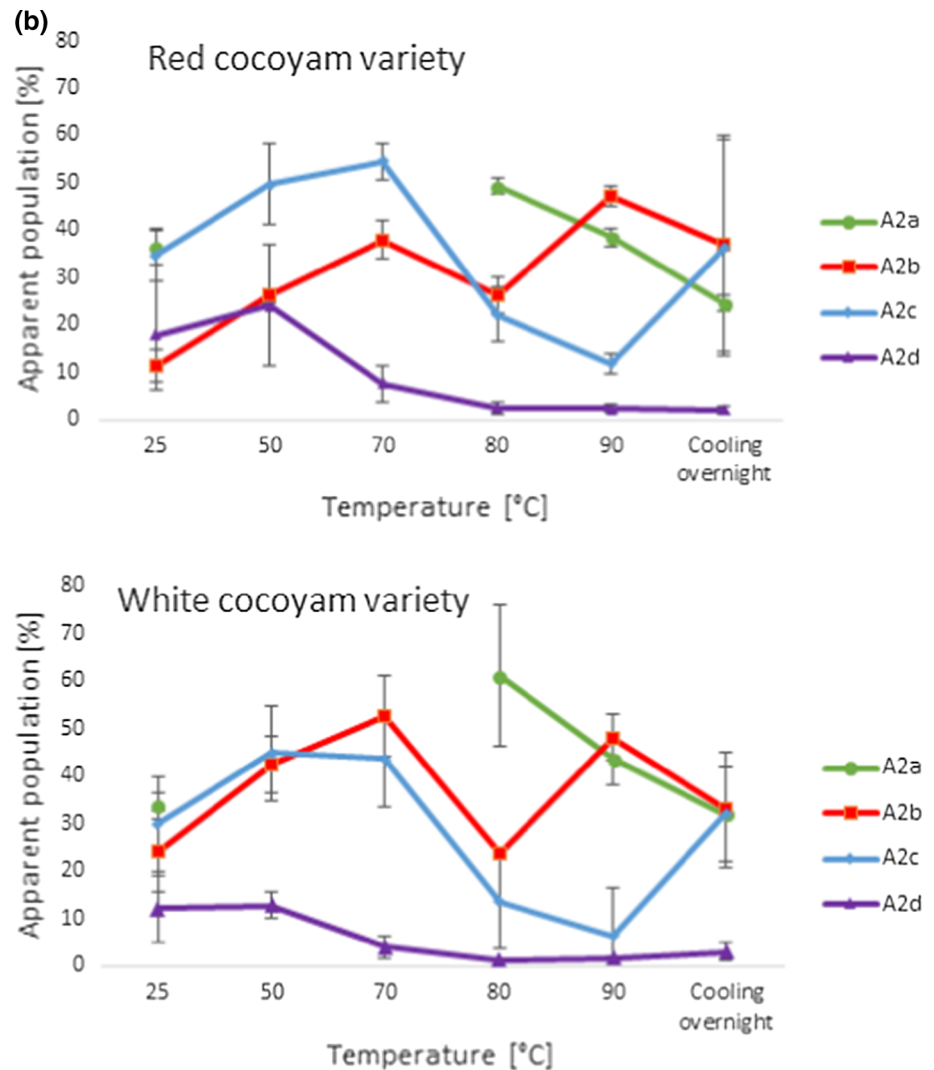 (b)
Red cocoyam variety
Apparent population [%]
80
70
60
50
40
30
20
10
0
25 50 70 80 90 Cooling
overnight
Temperature [°C]
A2a
A2b
A2c
A2d
White cocoyam variety
Apparent population [%]
80
70
60
50
40
30
20
10
0
25 50 70 80 90 Cooling
overnight
Temperature [°C]
A2a
A2b
A2c
A2d